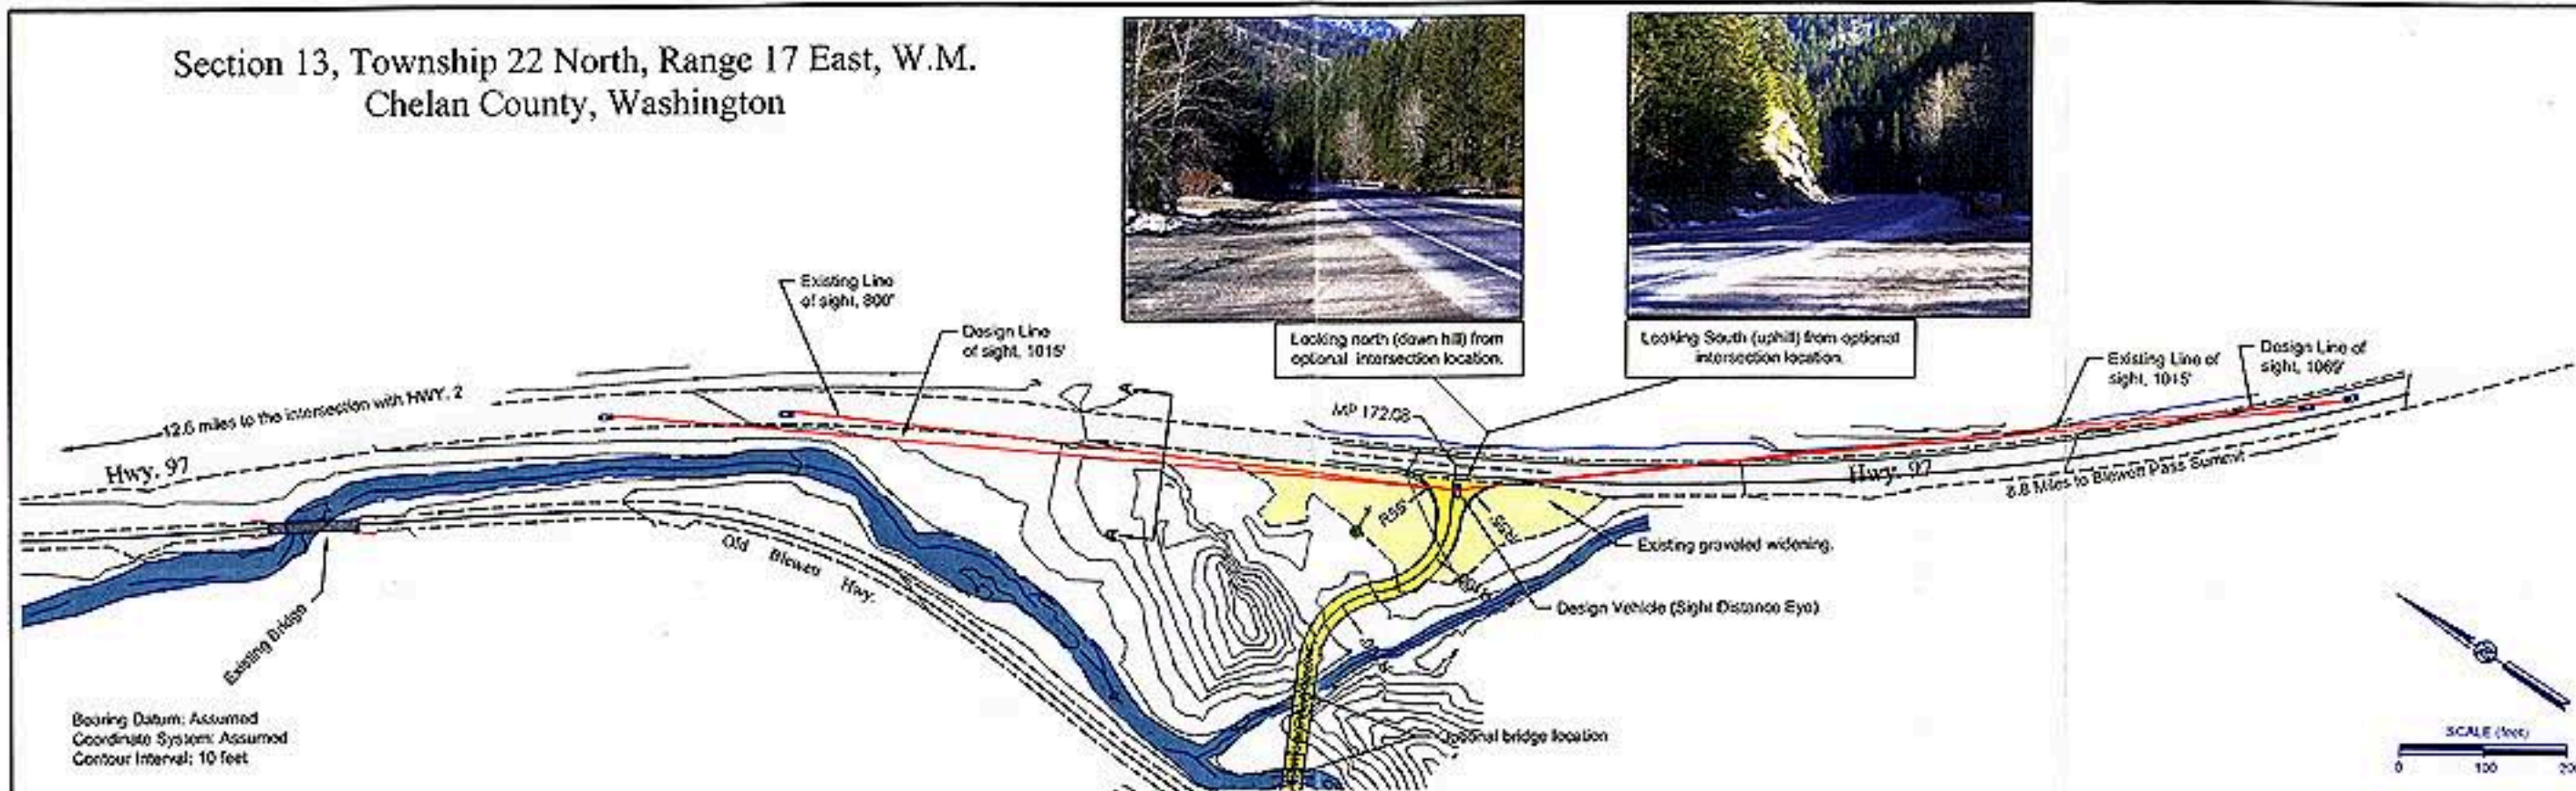 Section 13, Township 22 North, Range 17 East, W.M.
Chelan County, Washington
Looking north (down hill) from
optional intersection location.
Looking South (uphill) from optional
intersection location.
Existing Line
of sight, 800'
Design Line
of sight, 1015'
Existing Line of
sight, 1015'
Design Line of
sight, 1069'
12.6 miles to the intersection with HWY. 2
MP 172.08
Hwy. 97
Hwy. 97
8.8 Miles to Blewett Pass Summit
R55'
R55'
Existing graveled widening.
Old Blewett Hwy.
Design Vehicle (Sight Distance Eye)
Existing Bridge
bridge location
Bearing Datum: Assumed
Coordinate System: Assumed
Contour Interval: 10 feet
SCALE (feet)
0 100